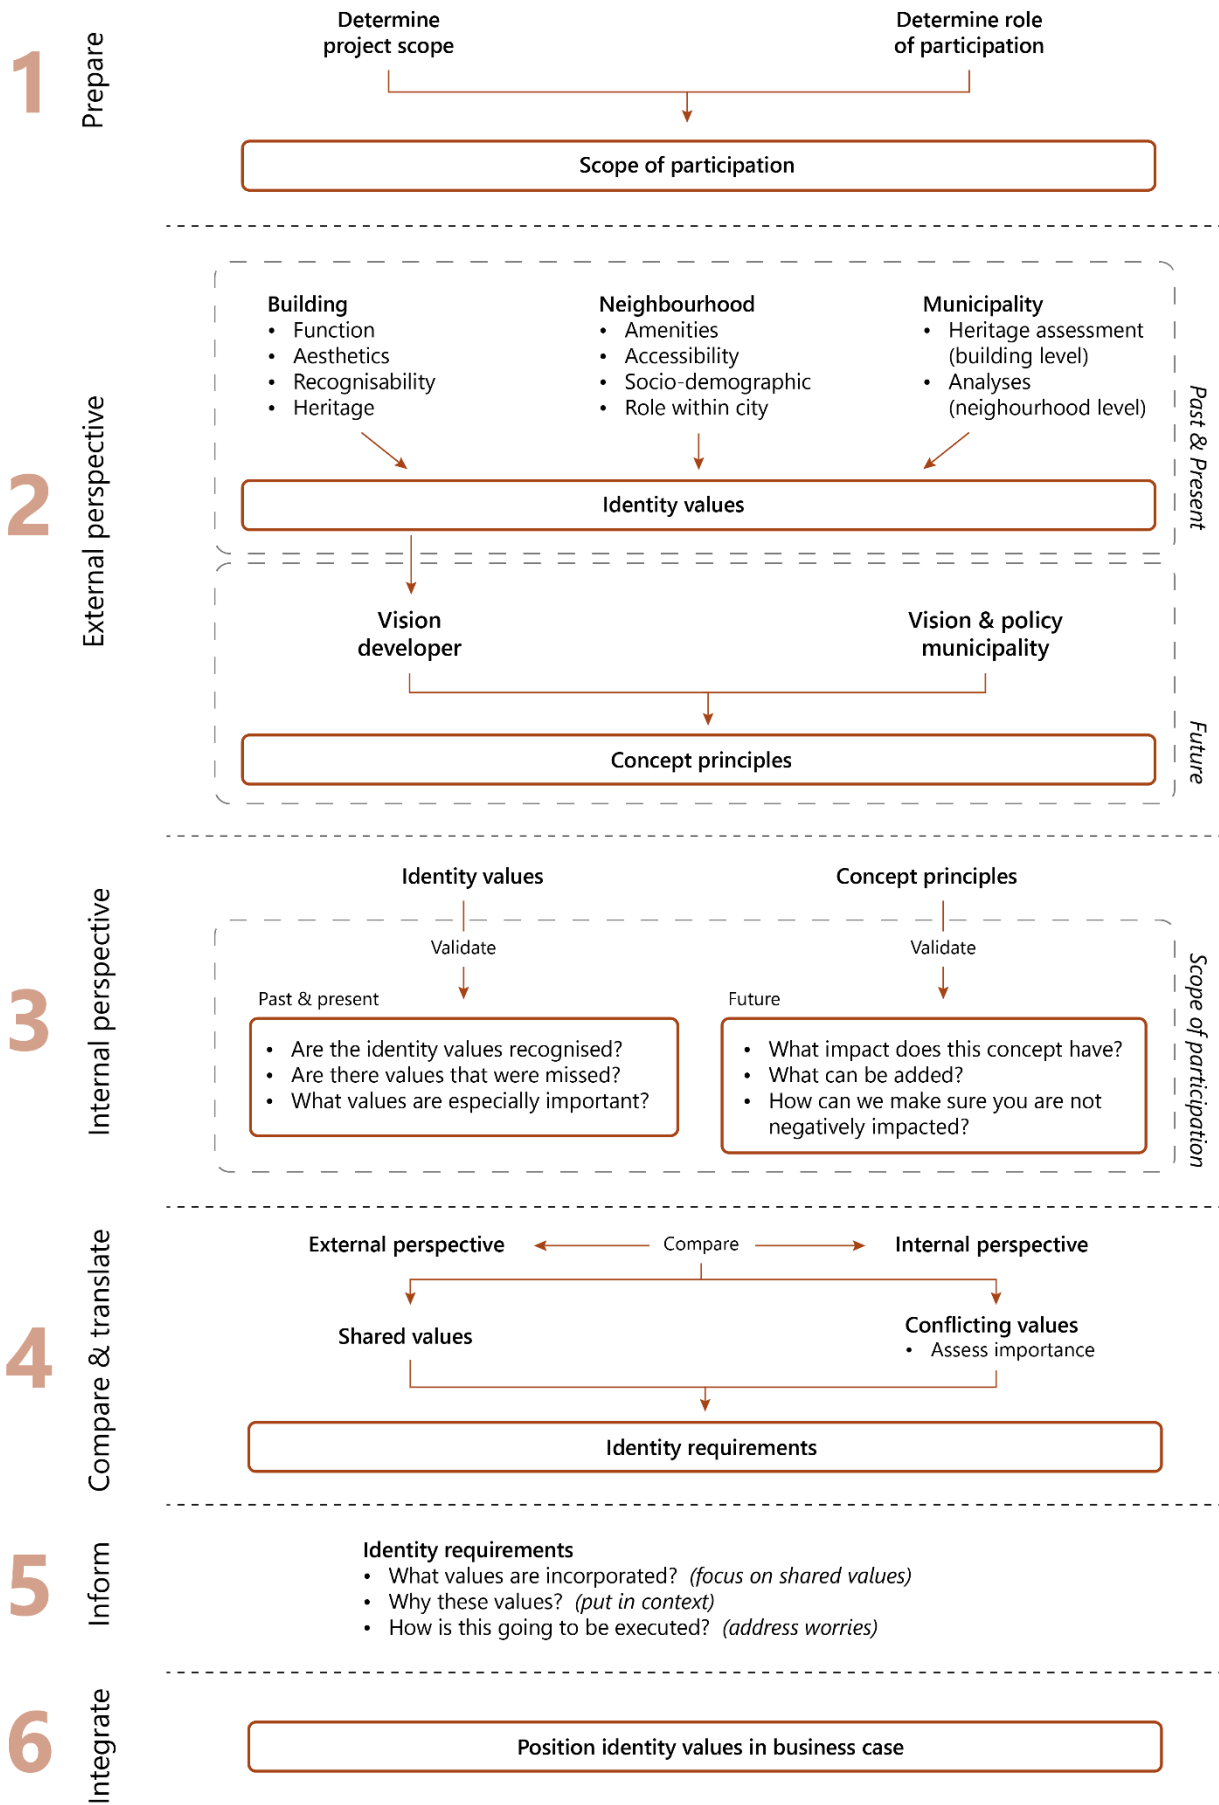 1
Prepare
Determine
project scope
Determine role
of participation
Scope of participation
2
External perspective
Building
• Function
• Aesthetics
• Recognisability
• Heritage
Neighbourhood
• Amenities
• Accessibility
• Socio-demographic
• Role within city
Municipality
• Heritage assessment
(building level)
• Analyses
(neighourhood level)
Past & Present
Identity values
Vision
developer
Vision & policy
municipality
Future
Concept principles
3
Internal perspective
Identity values
Concept principles
Validate
Validate
Scope of participation
Past & present
• Are the identity values recognised?
• Are there values that were missed?
• What values are especially important?
Future
• What impact does this concept have?
• What can be added?
• How can we make sure you are not
negatively impacted?
4
Compare & translate
External perspective
Compare
Internal perspective
Shared values
Conflicting values
• Assess importance
Identity requirements
5
Inform
Identity requirements
• What values are incorporated? (focus on shared values)
• Why these values? (put in context)
• How is this going to be executed? (address worries)
6
Integrate
Position identity values in business case